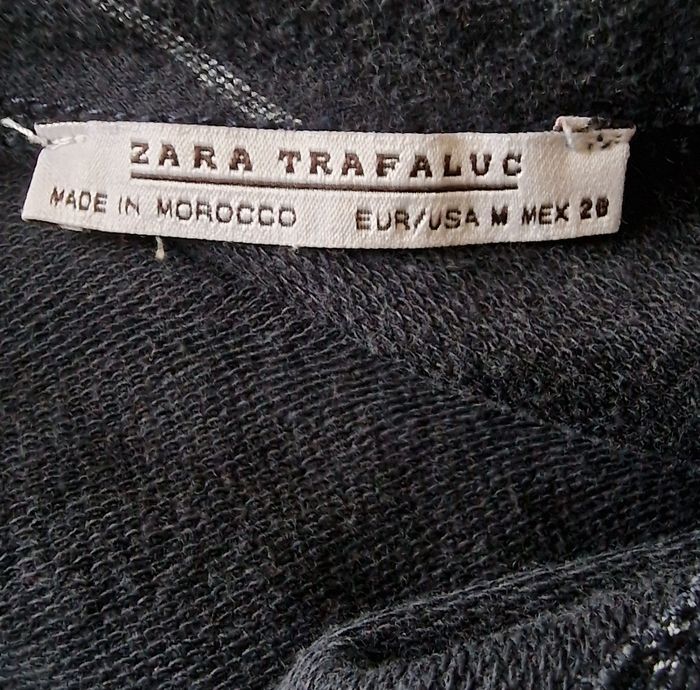 ZARA TRAFALUC
MADE IN MOROCCO EUR/USA M MEX 28